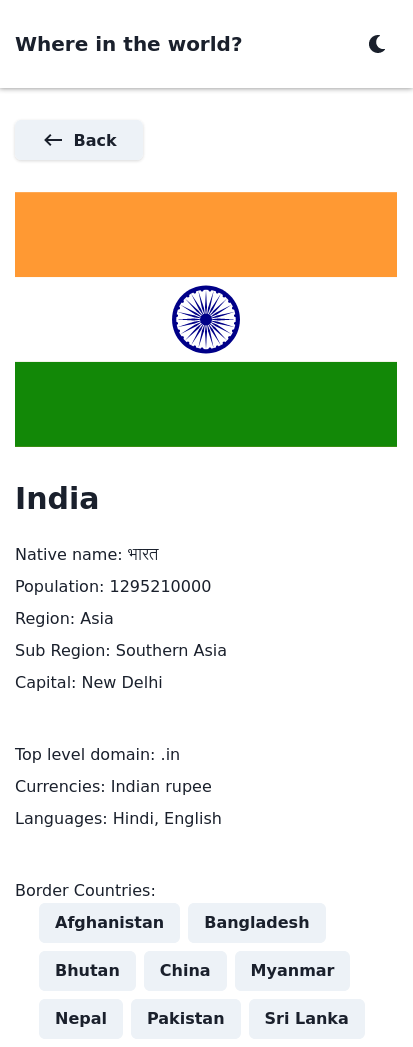 Where in the world?
Back
India
Native name: भारत
Population: 1295210000
Region: Asia
Sub Region: Southern Asia
Capital: New Delhi
Top level domain: .in
Currencies: Indian rupee
Languages: Hindi, English
Border Countries:
Afghanistan Bangladesh
Bhutan China Myanmar
Nepal Pakistan Sri Lanka